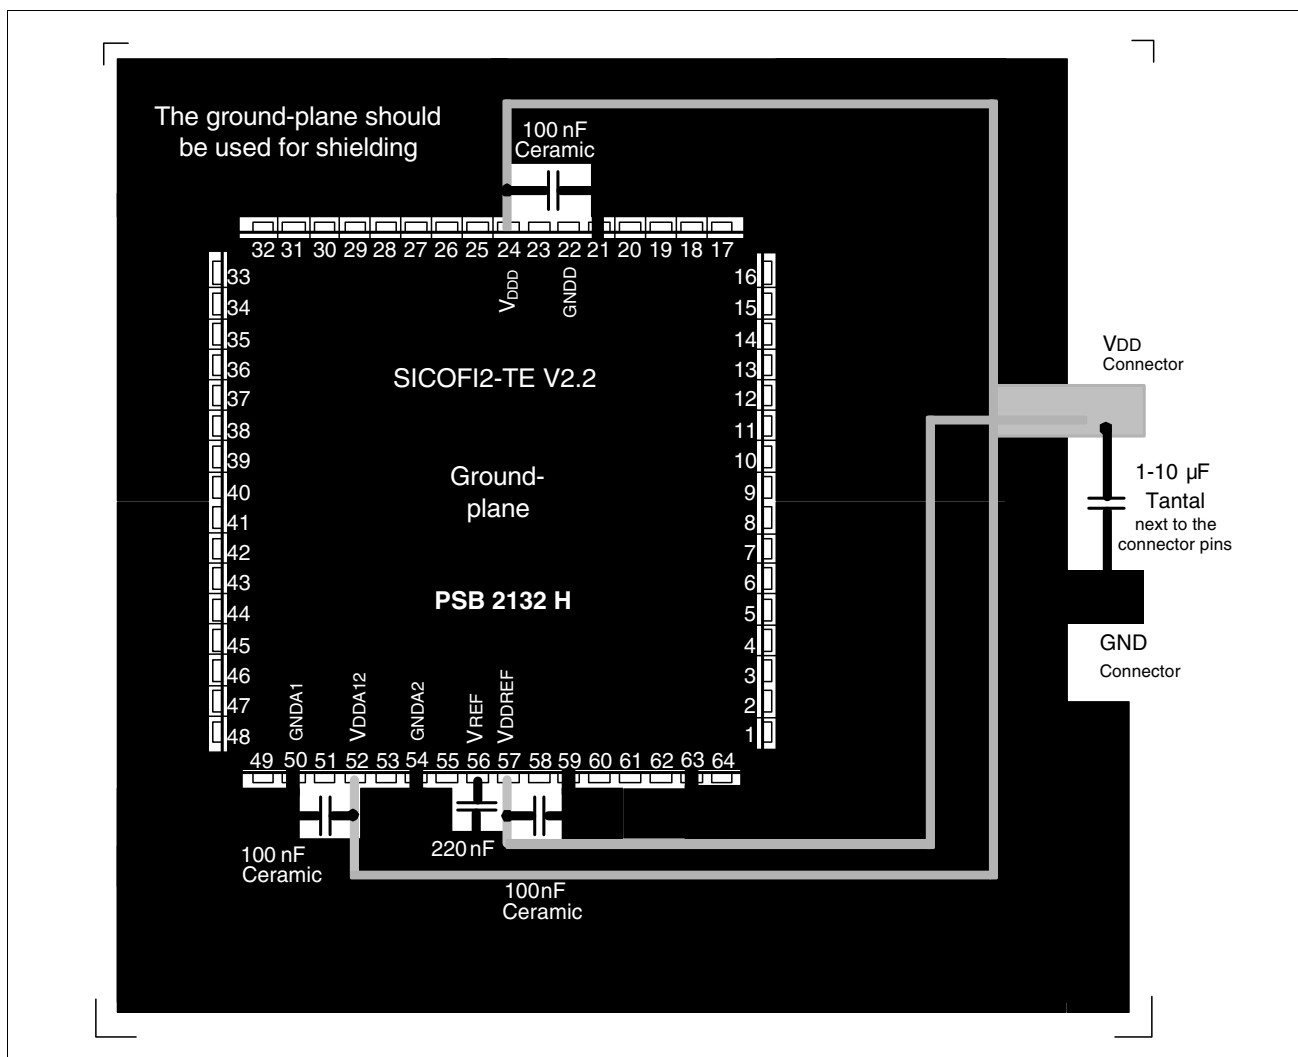 The ground-plane should
be used for shielding
100 nF
Ceramic
32 31 30 29 28 27 26 25 24 23 22 21 20 19 18 17
VDDD
GNDD
33
34
35
36
37
38
39
40
41
42
43
44
45
46
47
48
16
15
14
13
12
11
10
9
8
7
6
5
4
3
2
1
SICOFI2-TE V2.2
Ground-
plane
PSB 2132 H
VDD
Connector
1-10 µF
Tantal
next to the
connector pins
GND
Connector
GNDA1
VDDA12
GNDA2
VREF
VDDREF
49 50 51 52 53 54 55 56 57 58 59 60 61 62 63 64
100 nF
Ceramic
220 nF
100nF
Ceramic